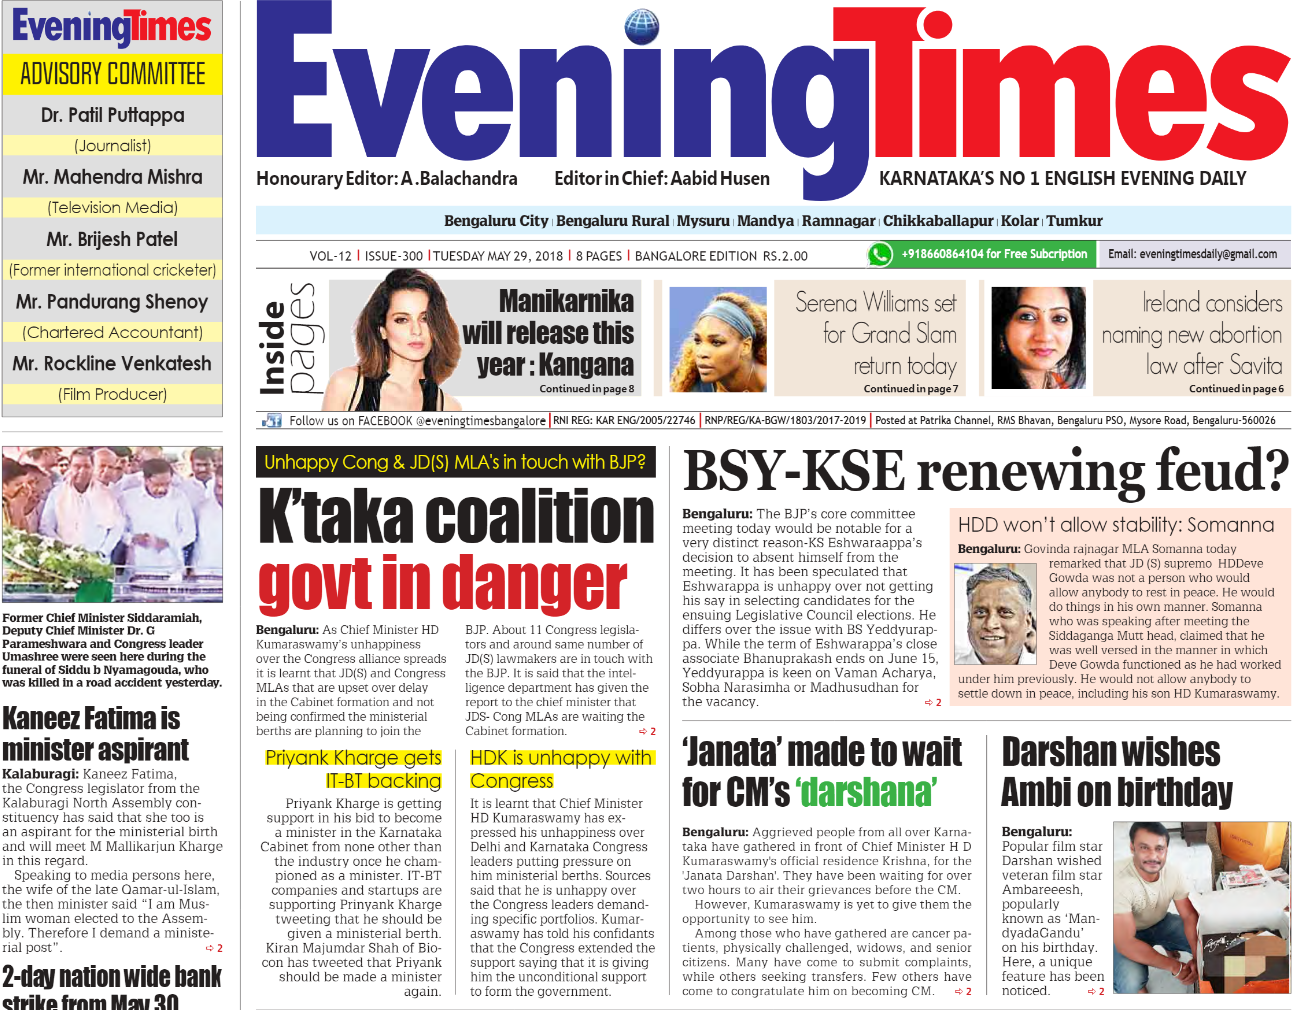 EveningTimes
ADVISORY COMMITTEE
Dr. Patil Puttappa
(Journalist)
Mr. Mahendra Mishra
(Television Media)
Mr. Brijesh Patel
(Former international cricketer)
Mr. Pandurang Shenoy
(Chartered Accountant)
Mr. Rockline Venkatesh
(Film Producer)
Former Chief Minister Siddaramiah,
Deputy Chief Minister Dr. G
Parameshwara and Congress leader
Umashree were seen here during the
funeral of Siddu b Nyamagouda, who
was killed in a road accident yesterday.
Kaneez Fatima is
minister aspirant
Kalaburagi: Kaneez Fatima,
the Congress legislator from the
Kalaburagi North Assembly con-
stituency has said that she too is
an aspirant for the ministerial birth
and will meet M Mallikarjun Kharge
in this regard.
Speaking to media persons here,
the wife of the late Qamar-ul-Islam,
the then minister said “I am Mus-
lim woman elected to the Assem-
bly. Therefore I demand a ministe-
rial post”. ➪ 2
2-day nation wide bank
strike from May 30
EveningTimes
Honourary Editor: A .Balachandra Editor in Chief: Aabid Husen KARNATAKA'S NO 1 ENGLISH EVENING DAILY
Bengaluru City | Bengaluru Rural | Mysuru | Mandya | Ramnagar | Chikkaballapur | Kolar | Tumkur
VOL-12 | ISSUE-300 | TUESDAY MAY 29, 2018 | 8 PAGES | BANGALORE EDITION RS.2.00
+918660864104 for Free Subcription Email: eveningtimesdaily@gmail.com
Inside
pages
Manikarnika
will release this
year : Kangana
Continued in page 8
Serena Williams set
for Grand Slam
return today
Continued in page 7
Ireland considers
naming new abortion
law after Savita
Continued in page 6
Follow us on FACEBOOK @eveningtimesbangalore | RNI REG: KAR ENG/2005/22746 | RNP/REG/KA-BGW/1803/2017-2019 | Posted at Patrika Channel, RMS Bhavan, Bengaluru PSO, Mysore Road, Bengaluru-560026
Unhappy Cong & JD(S) MLA's in touch with BJP?
K'taka coalition
govt in danger
Bengaluru: As Chief Minister HD
Kumaraswamy's unhappiness
over the Congress alliance spreads
it is learnt that JD(S) and Congress
MLAs that are upset over delay
in the Cabinet formation and not
being confirmed the ministerial
berths are planning to join the
BJP. About 11 Congress legisla-
tors and around same number of
JD(S) lawmakers are in touch with
the BJP. It is said that the intel-
ligence department has given the
report to the chief minister that
JDS- Cong MLAs are waiting the
Cabinet formation. ➪ 2
Priyank Kharge gets
IT-BT backing
Priyank Kharge is getting
support in his bid to become
a minister in the Karnataka
Cabinet from none other than
the industry once he cham-
pioned as a minister. IT-BT
companies and startups are
supporting Prinyank Kharge
tweeting that he should be
given a ministerial berth.
Kiran Majumdar Shah of Bio-
con has tweeted that Priyank
should be made a minister
again.
HDK is unhappy with
Congress
It is learnt that Chief Minister
HD Kumaraswamy has ex-
pressed his unhappiness over
Delhi and Karnataka Congress
leaders putting pressure on
him ministerial berths. Sources
said that he is unhappy over
the Congress leaders demand-
ing specific portfolios. Kumar-
aswamy has told his confidants
that the Congress extended the
support saying that it is giving
him the unconditional support
to form the government.
BSY-KSE renewing feud?
Bengaluru: The BJP's core committee
meeting today would be notable for a
very distinct reason-KS Eshwaraappa's
decision to absent himself from the
meeting. It has been speculated that
Eshwarappa is unhappy over not getting
his say in selecting candidates for the
ensuing Legislative Council elections. He
differs over the issue with BS Yeddyurap-
pa. While the term of Eshwarappa's close
associate Bhanuprakash ends on June 15,
Yeddyurappa is keen on Vaman Acharya,
Sobha Narasimha or Madhusudhan for
the vacancy. ➪ 2
HDD won't allow stability: Somanna
Bengaluru: Govinda rajnagar MLA Somanna today
remarked that JD (S) supremo HDDeve
Gowda was not a person who would
allow anybody to rest in peace. He would
do things in his own manner. Somanna
who was speaking after meeting the
Siddaganga Mutt head, claimed that he
was well versed in the manner in which
Deve Gowda functioned as he had worked
under him previously. He would not allow anybody to
settle down in peace, including his son HD Kumaraswamy.
‘Janata’ made to wait
for CM's ‘darshana’
Bengaluru: Aggrieved people from all over Karna-
taka have gathered in front of Chief Minister H D
Kumaraswamy's official residence Krishna, for the
'Janata Darshan'. They have been waiting for over
two hours to air their grievances before the CM.
However, Kumaraswamy is yet to give them the
opportunity to see him.
Among those who have gathered are cancer pa-
tients, physically challenged, widows, and senior
citizens. Many have come to submit complaints,
while others seeking transfers. Few others have
come to congratulate him on becoming CM. ➪ 2
Darshan wishes
Ambi on birthday
Bengaluru:
Popular film star
Darshan wished
veteran film star
Ambareeesh,
popularly
known as ‘Man-
dyadaGandu’
on his birthday.
Here, a unique
feature has been
noticed. ➪ 2